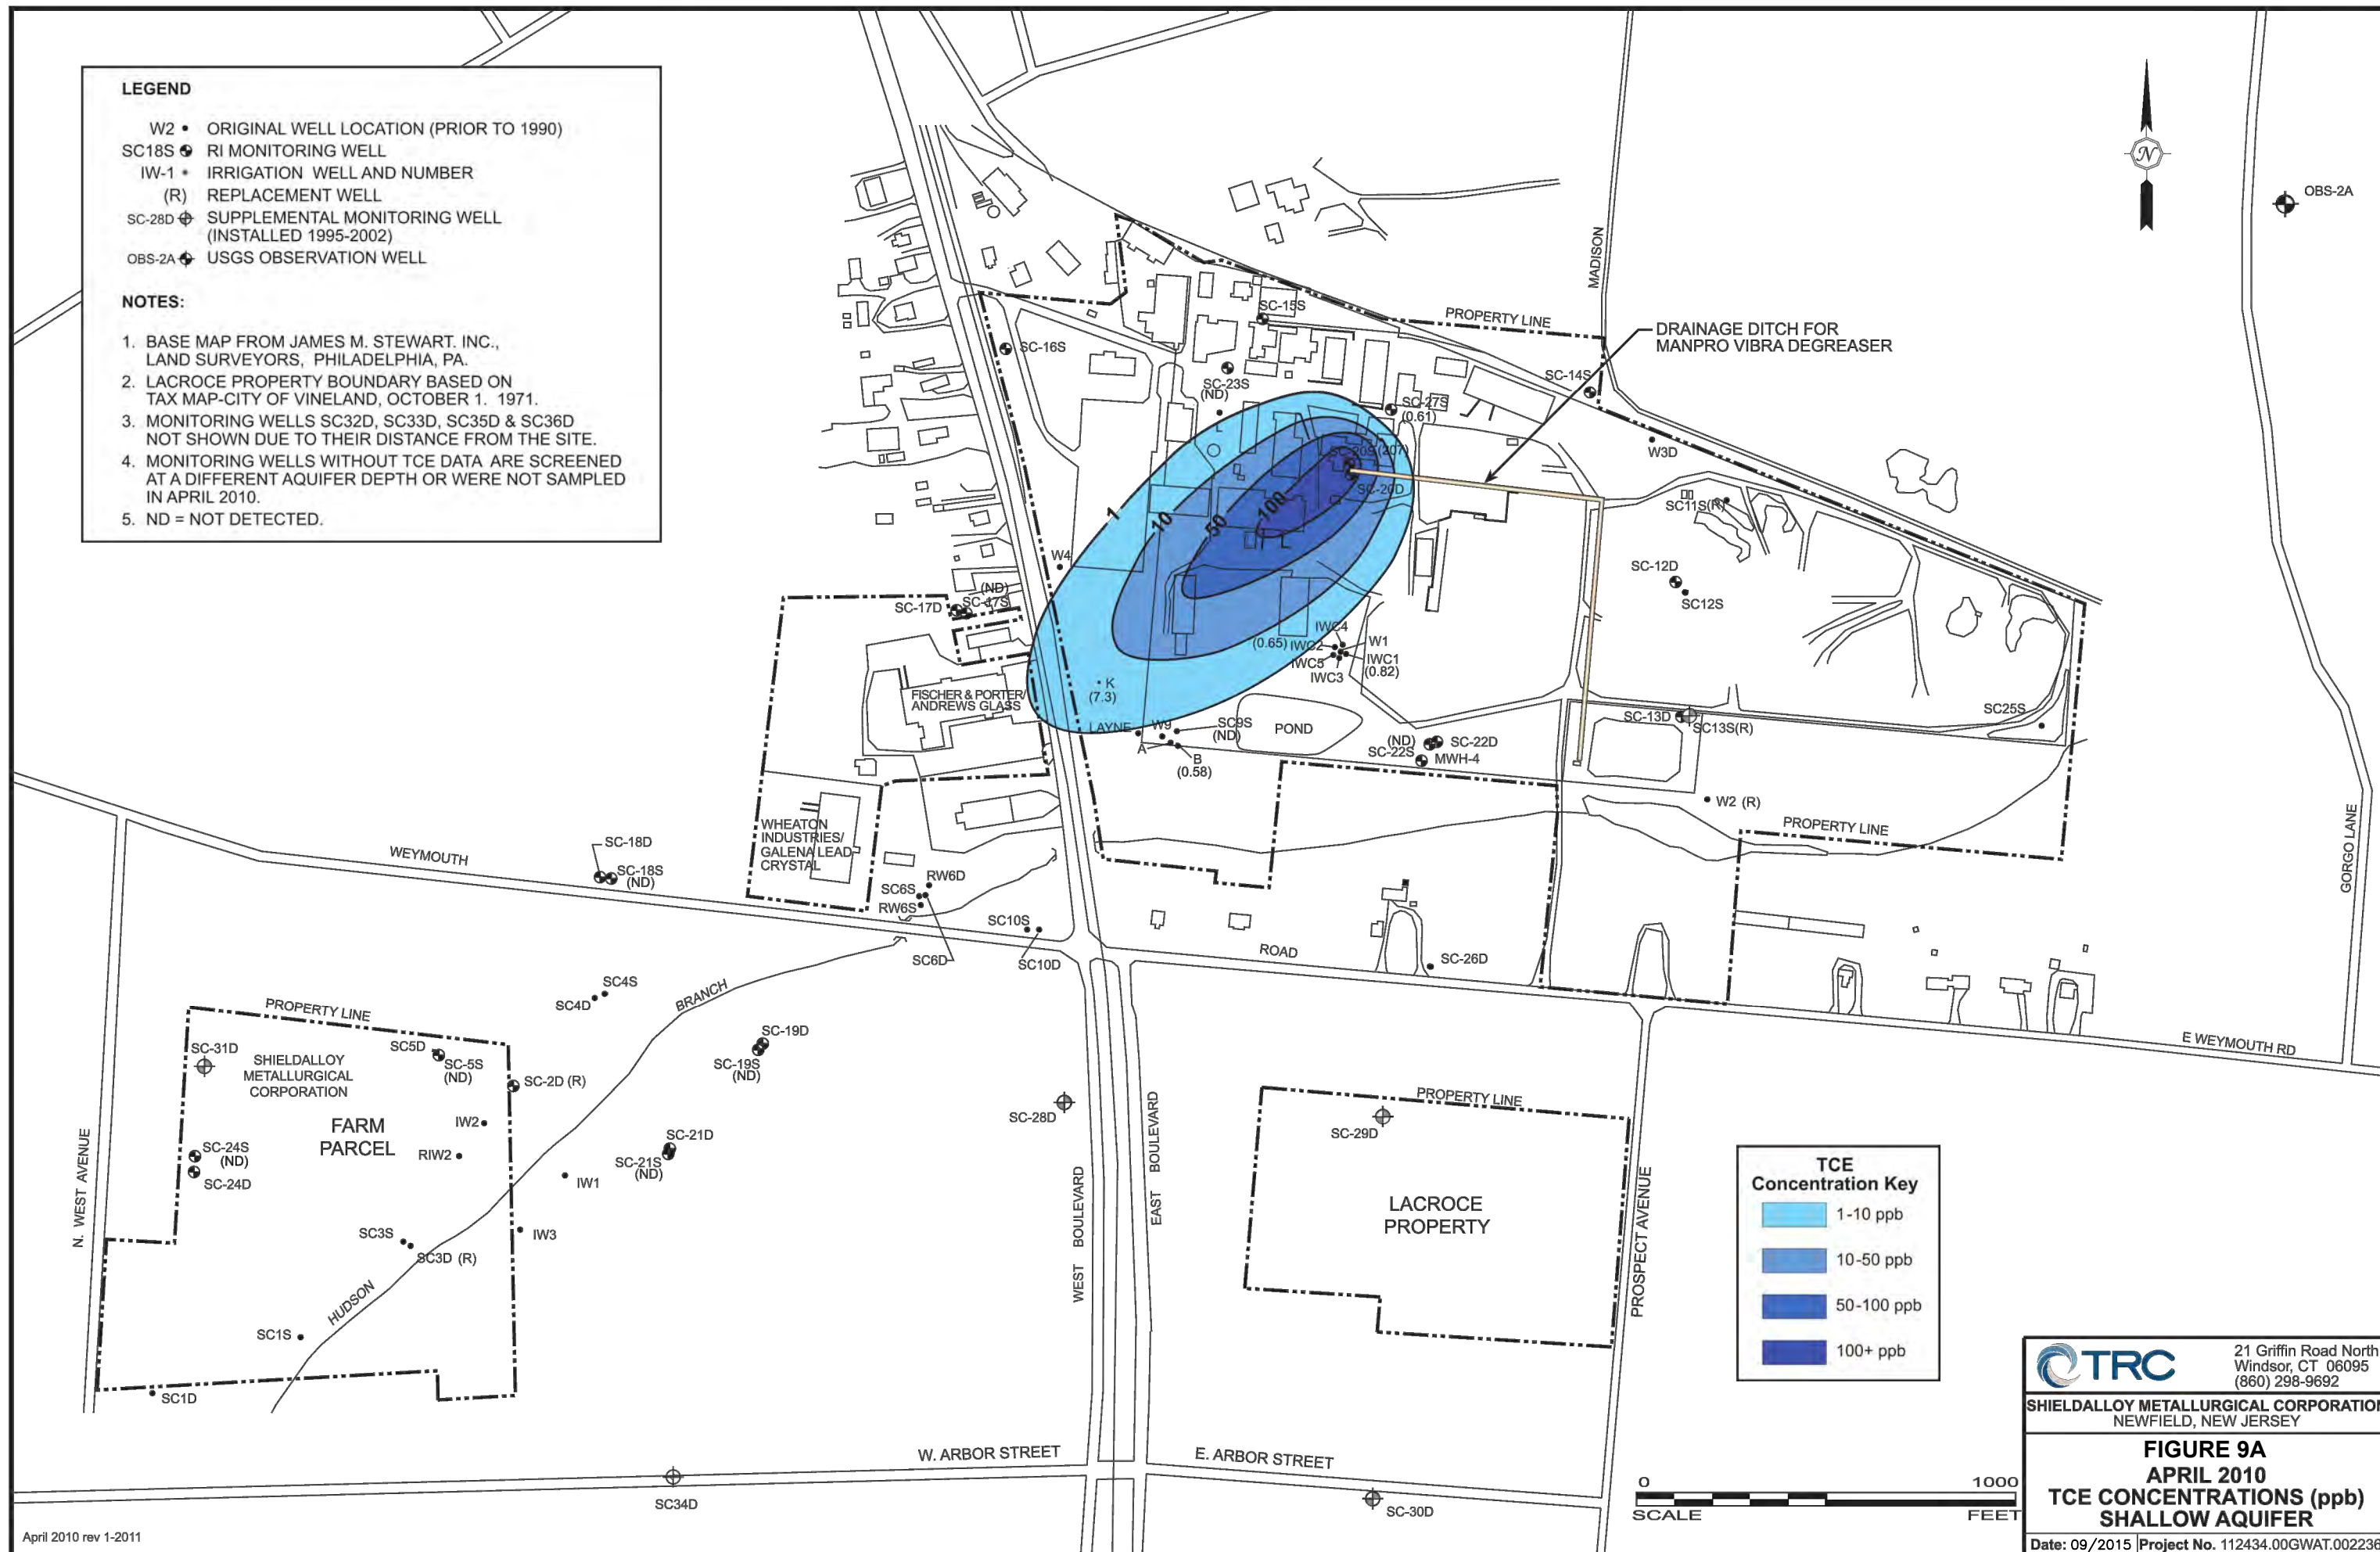 LEGEND
W2 • ORIGINAL WELL LOCATION (PRIOR TO 1990)
SC18S RI MONITORING WELL
IW-1 • IRRIGATION WELL AND NUMBER
(R) REPLACEMENT WELL
SC-28D SUPPLEMENTAL MONITORING WELL
(INSTALLED 1995-2002)
OBS-2A USGS OBSERVATION WELL
NOTES:
1. BASE MAP FROM JAMES M. STEWART. INC.,
LAND SURVEYORS, PHILADELPHIA, PA.
2. LACROCE PROPERTY BOUNDARY BASED ON
TAX MAP-CITY OF VINELAND, OCTOBER 1. 1971.
3. MONITORING WELLS SC32D, SC33D, SC35D & SC36D
NOT SHOWN DUE TO THEIR DISTANCE FROM THE SITE.
4. MONITORING WELLS WITHOUT TCE DATA ARE SCREENED
AT A DIFFERENT AQUIFER DEPTH OR WERE NOT SAMPLED
IN APRIL 2010.
5. ND = NOT DETECTED.
N
OBS-2A
MADISON
PROPERTY LINE
DRAINAGE DITCH FOR
MANPRO VIBRA DEGREASER
SC-15S
SC-16S
SC-23S
(ND)
L
SC-14S
SC-27S
(0.61)
W3D
SC-20S (207)
SC-20D
1
10
50
100
SC11S(R)
SC-12D
SC12S
W4
(ND)
SC-17D
SC-17S
IWC4
(0.65) IWC2
W1
IWC5
IWC1
(0.82)
IWC3
K
(7.3)
FISCHER & PORTER/
ANDREWS GLASS
LAYNE
W9
SC9S
(ND)
A
B
(0.58)
POND
(ND)
SC-22S
SC-22D
MWH-4
SC-13D
SC13S(R)
SC25S
W2 (R)
PROPERTY LINE
GORGO LANE
WHEATON
INDUSTRIES/
GALENA LEAD
CRYSTAL
WEYMOUTH
SC-18D
SC-18S
(ND)
RW6D
SC6S
RW6S
SC10S
SC6D
SC10D
ROAD
SC-26D
E WEYMOUTH RD
SC4S
SC4D
BRANCH
PROPERTY LINE
SC-31D
SHIELDALLOY
METALLURGICAL
CORPORATION
SC5D
SC-5S
(ND)
SC-2D (R)
SC-19D
SC-19S
(ND)
FARM
PARCEL
IW2
RIW2
SC-24S
(ND)
SC-24D
SC-21D
SC-21S
(ND)
IW1
IW3
SC3S
SC3D (R)
HUDSON
SC1S
SC1D
N. WEST AVENUE
SC-28D
WEST BOULEVARD
EAST BOULEVARD
PROPERTY LINE
SC-29D
LACROCE
PROPERTY
PROSPECT AVENUE
TCE
Concentration Key
1-10 ppb
10-50 ppb
50-100 ppb
100+ ppb
W. ARBOR STREET
E. ARBOR STREET
SC34D
SC-30D
0 1000
SCALE FEET
TRC
21 Griffin Road North
Windsor, CT 06095
(860) 298-9692
SHIELDALLOY METALLURGICAL CORPORATION
NEWFIELD, NEW JERSEY
FIGURE 9A
APRIL 2010
TCE CONCENTRATIONS (ppb)
SHALLOW AQUIFER
Date: 09/2015 Project No. 112434.00GWAT.002236
April 2010 rev 1-2011